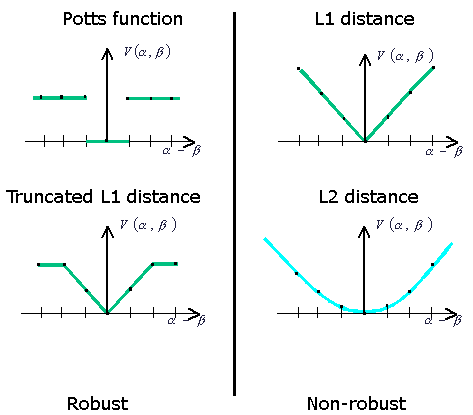 Potts function
V(α, β)
α - β
L1 distance
V (α, β)
α - β
Truncated L1 distance
V (α, β)
α - β
L2 distance
V (α, β)
α - β
Robust
Non-robust